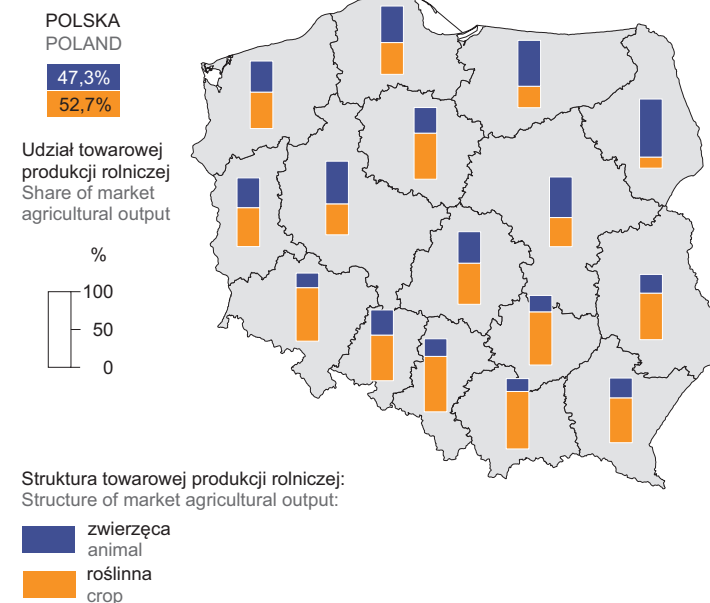 POLSKA
POLAND
47,3%
52,7%
Udział towarowej
produkcji rolniczej
Share of market
agricultural output
%
100
50
0
Struktura towarowej produkcji rolniczej:
Structure of market agricultural output:
zwierzęca
animal
roślinna
crop